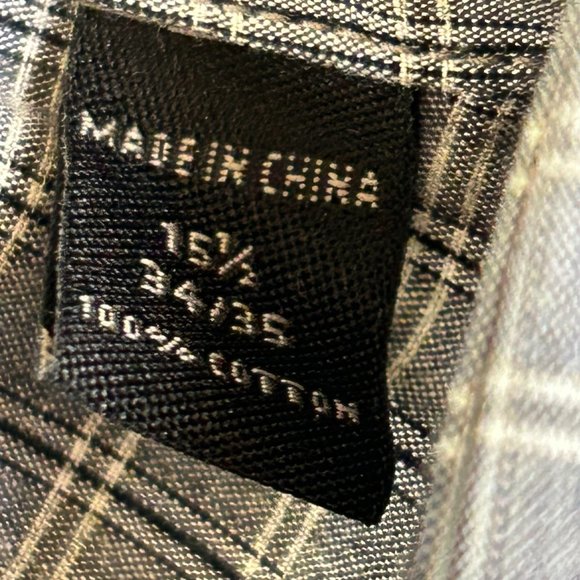 MADE IN CHINA
15½
34/35
100% COTTON